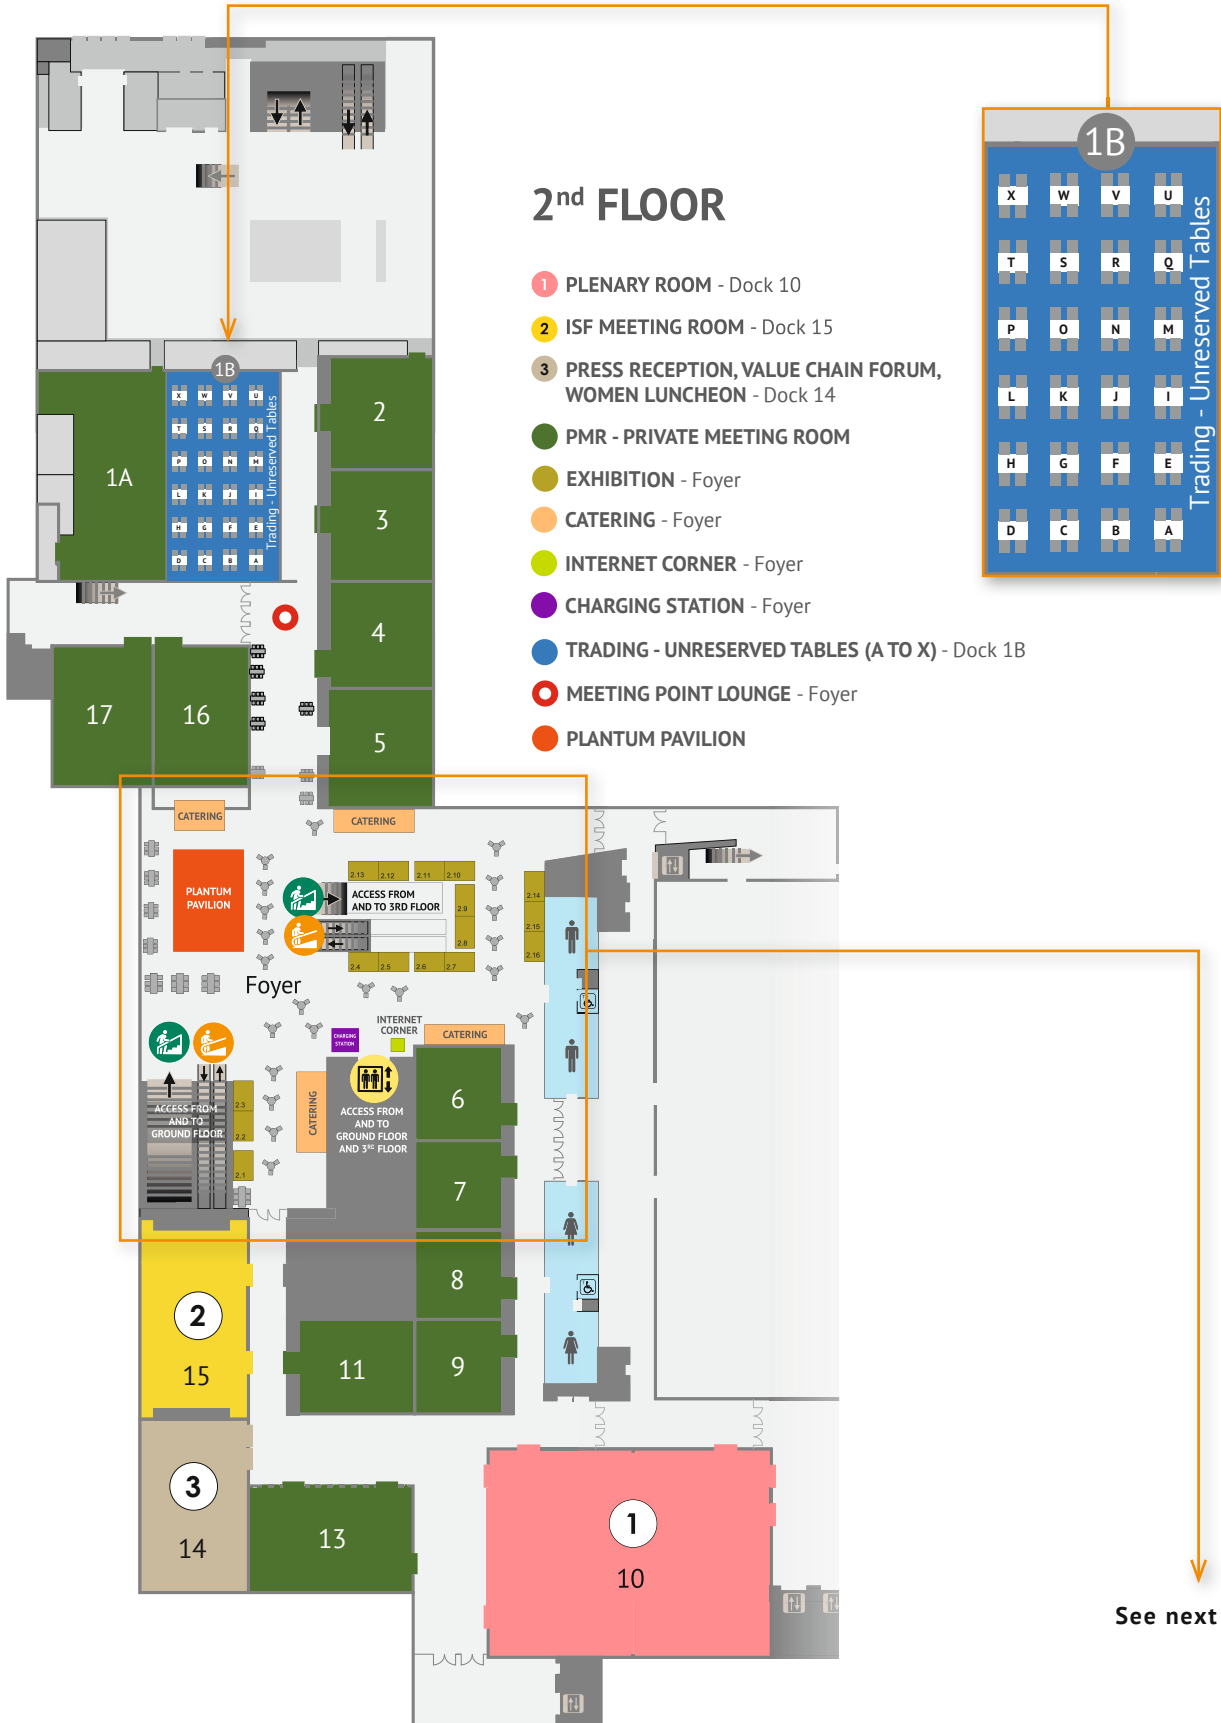 2nd FLOOR
1 PLENARY ROOM - Dock 10
2 ISF MEETING ROOM - Dock 15
3 PRESS RECEPTION, VALUE CHAIN FORUM,
WOMEN LUNCHEON - Dock 14
PMR - PRIVATE MEETING ROOM
EXHIBITION - Foyer
CATERING - Foyer
INTERNET CORNER - Foyer
CHARGING STATION - Foyer
TRADING - UNRESERVED TABLES (A TO X) - Dock 1B
MEETING POINT LOUNGE - Foyer
PLANTUM PAVILION
1B
X W V U
T S R Q
P O N M
L K J I
H G F E
D C B A
Trading - Unreserved Tables
1B
X W V U
T S R Q
P O N M
L K J I
H G F E
D C B A
Trading - Unreserved Tables
1A
2
3
4
5
17
16
CATERING
CATERING
PLANTUM
PAVILION
2.13 2.12 2.11 2.10
ACCESS FROM
AND TO 3RD FLOOR
2.9
2.8
2.14
2.15
2.16
2.4 2.5 2.6 2.7
Foyer
CHARGING
STATION
INTERNET
CORNER
CATERING
CATERING
ACCESS FROM
AND TO
GROUND FLOOR
2.3
2.2
2.1
ACCESS FROM
AND TO
GROUND FLOOR
AND 3RD FLOOR
6
7
8
9
11
2
15
3
14
13
1
10
See next